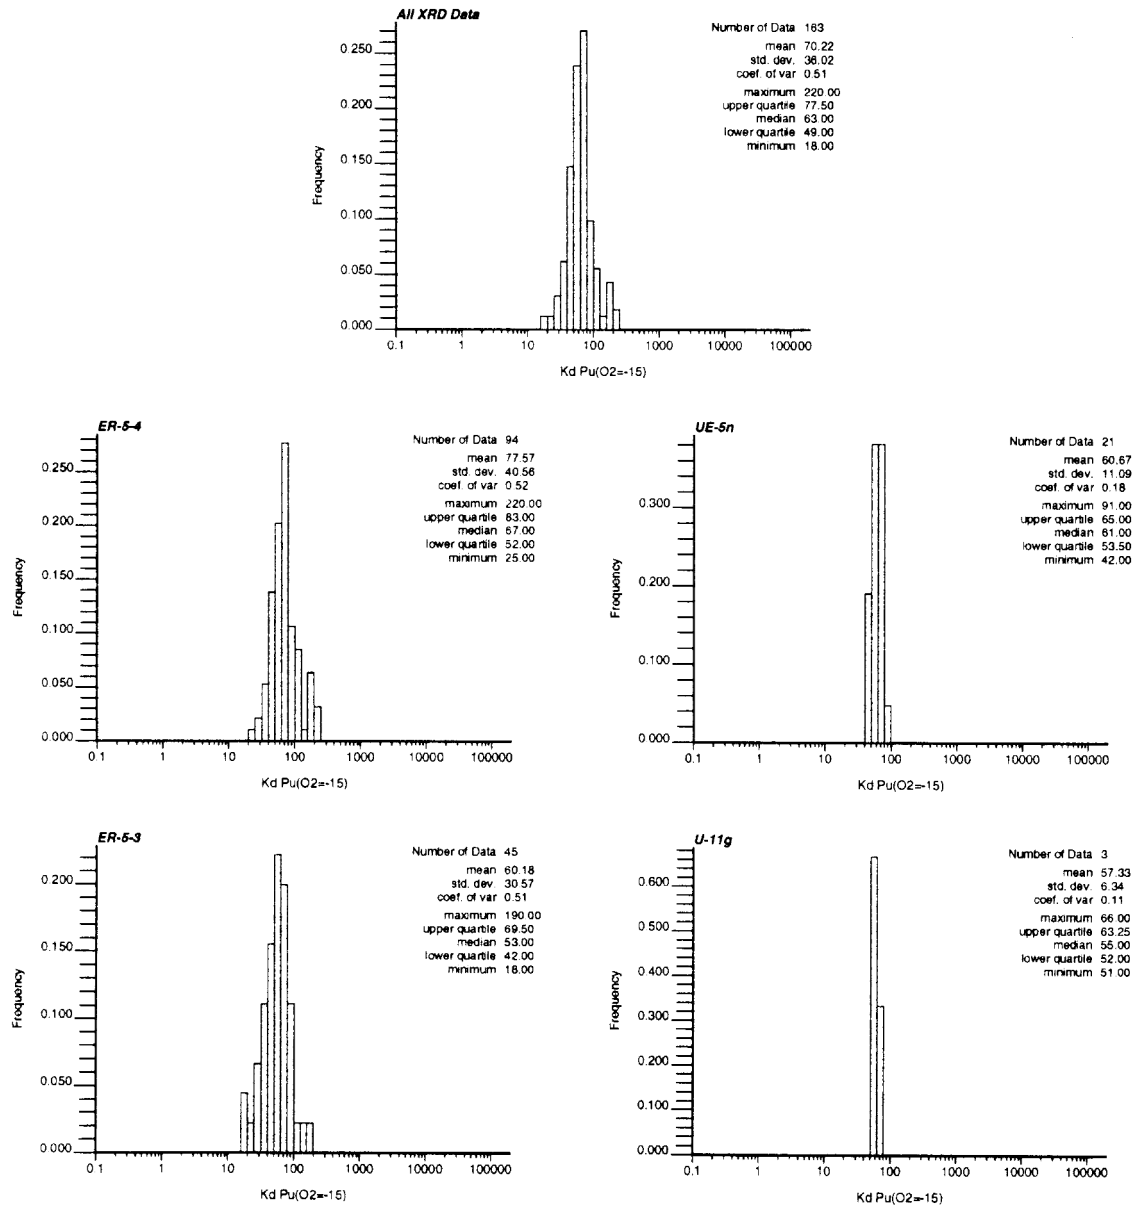 All XRD Data
Number of Data 163
mean 70.22
std. dev. 36.02
coef. of var 0.51
maximum 220.00
upper quartile 77.50
median 63.00
lower quartile 49.00
minimum 18.00
Frequency
0.250
0.200
0.150
0.100
0.050
0.000
0.1 1 10 100 1000 10000 100000
Kd Pu(O2=-15)
ER-5-4
Number of Data 94
mean 77.57
std. dev. 40.56
coef. of var 0.52
maximum 220.00
upper quartile 83.00
median 67.00
lower quartile 52.00
minimum 25.00
Frequency
0.250
0.200
0.150
0.100
0.050
0.000
0.1 1 10 100 1000 10000 100000
Kd Pu(O2=-15)
UE-5n
Number of Data 21
mean 60.67
std. dev. 11.09
coef. of var 0.18
maximum 91.00
upper quartile 65.00
median 61.00
lower quartile 53.50
minimum 42.00
Frequency
0.300
0.200
0.100
0.000
0.1 1 10 100 1000 10000 100000
Kd Pu(O2=-15)
ER-5-3
Number of Data 45
mean 60.18
std. dev. 30.57
coef. of var 0.51
maximum 190.00
upper quartile 69.50
median 53.00
lower quartile 42.00
minimum 18.00
Frequency
0.200
0.150
0.100
0.050
0.000
0.1 1 10 100 1000 10000 100000
Kd Pu(O2=-15)
U-11g
Number of Data 3
mean 57.33
std. dev. 6.34
coef. of var 0.11
maximum 66.00
upper quartile 63.25
median 55.00
lower quartile 52.00
minimum 51.00
Frequency
0.600
0.500
0.400
0.300
0.200
0.100
0.000
0.1 1 10 100 1000 10000 100000
Kd Pu(O2=-15)